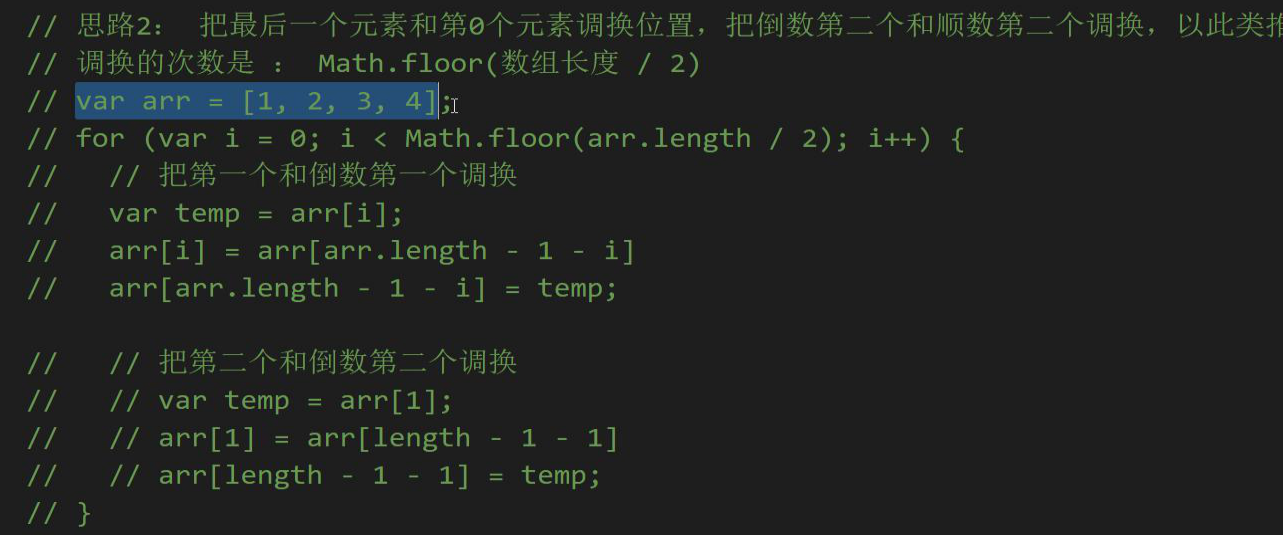 // 思路2： 把最后一个元素和第0个元素调换位置，把倒数第二个和顺数第二个调换，以此类推
// 调换的次数是 ： Math.floor(数组长度 / 2)
// var arr = [1, 2, 3, 4];
// for (var i = 0; i < Math.floor(arr.length / 2); i++) {
//   // 把第一个和倒数第一个调换
//   var temp = arr[i];
//   arr[i] = arr[arr.length - 1 - i]
//   arr[arr.length - 1 - i] = temp;
//   // 把第二个和倒数第二个调换
//   // var temp = arr[1];
//   // arr[1] = arr[length - 1 - 1]
//   // arr[length - 1 - 1] = temp;
// }